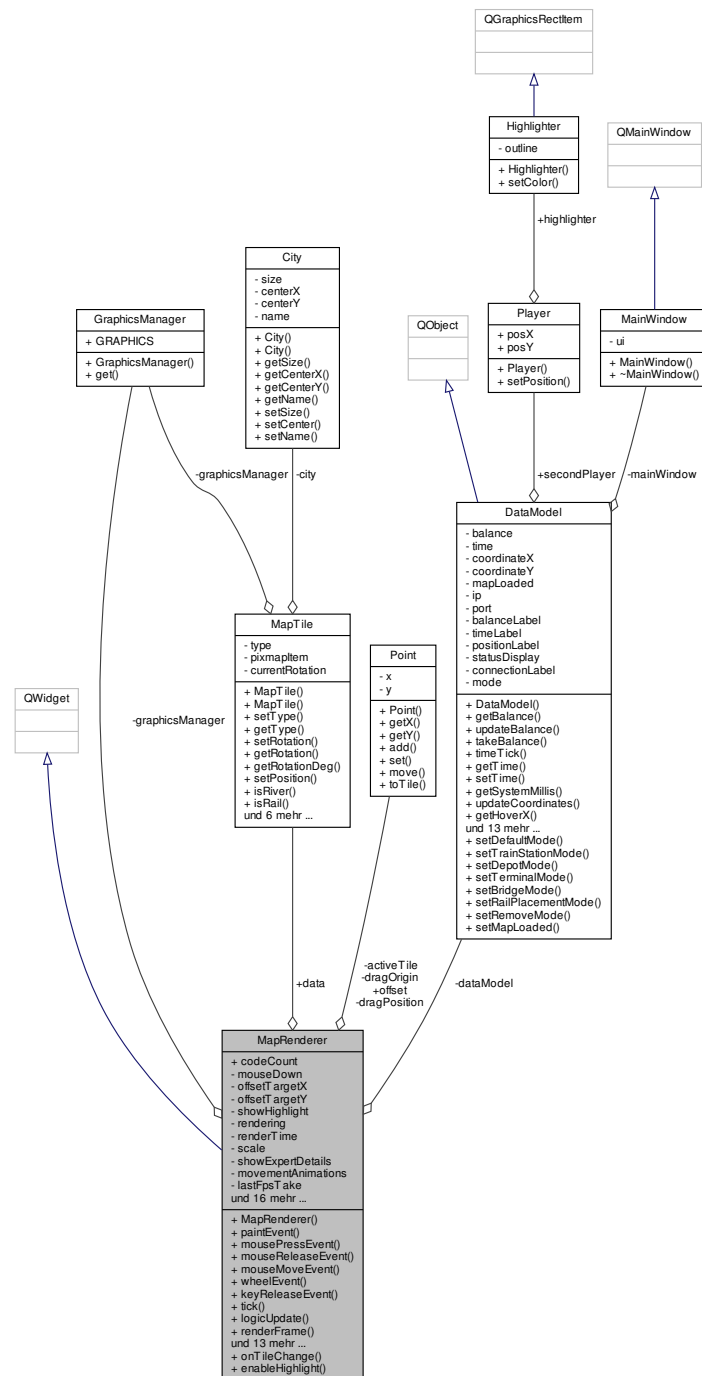 QGraphicsRectItem
Highlighter
- outline
+ Highlighter()
+ setColor()
QMainWindow
+highlighter
City
- size
- centerX
- centerY
- name
+ City()
+ City()
+ getSize()
+ getCenterX()
+ getCenterY()
+ getName()
+ setSize()
+ setCenter()
+ setName()
GraphicsManager
+ GRAPHICS
+ GraphicsManager()
+ get()
QObject
Player
+ posX
+ posY
+ Player()
+ setPosition()
MainWindow
- ui
+ MainWindow()
+ ~MainWindow()
-graphicsManager
-city
+secondPlayer
-mainWindow
DataModel
- balance
- time
- coordinateX
- coordinateY
- mapLoaded
- ip
- port
- balanceLabel
- timeLabel
- positionLabel
- statusDisplay
- connectionLabel
- mode
+ DataModel()
+ getBalance()
+ updateBalance()
+ takeBalance()
+ timeTick()
+ getTime()
+ setTime()
+ getSystemMillis()
+ updateCoordinates()
+ getHoverX()
und 13 mehr ...
+ setDefaultMode()
+ setTrainStationMode()
+ setDepotMode()
+ setTerminalMode()
+ setBridgeMode()
+ setRailPlacementMode()
+ setRemoveMode()
+ setMapLoaded()
MapTile
- type
- pixmapItem
- currentRotation
+ MapTile()
+ MapTile()
+ setType()
+ getType()
+ setRotation()
+ getRotation()
+ getRotationDeg()
+ setPosition()
+ isRiver()
+ isRail()
und 6 mehr ...
Point
- x
- y
+ Point()
+ getX()
+ getY()
+ add()
+ set()
+ move()
+ toTile()
QWidget
-graphicsManager
+data
-activeTile
-dragOrigin
+offset
-dragPosition
-dataModel
MapRenderer
+ codeCount
- mouseDown
- offsetTargetX
- offsetTargetY
- showHighlight
- rendering
- renderTime
- scale
- showExpertDetails
- movementAnimations
- lastFpsTake
und 16 mehr ...
+ MapRenderer()
+ paintEvent()
+ mousePressEvent()
+ mouseReleaseEvent()
+ mouseMoveEvent()
+ wheelEvent()
+ keyReleaseEvent()
+ tick()
+ logicUpdate()
+ renderFrame()
und 13 mehr ...
+ onTileChange()
+ enableHighlight()